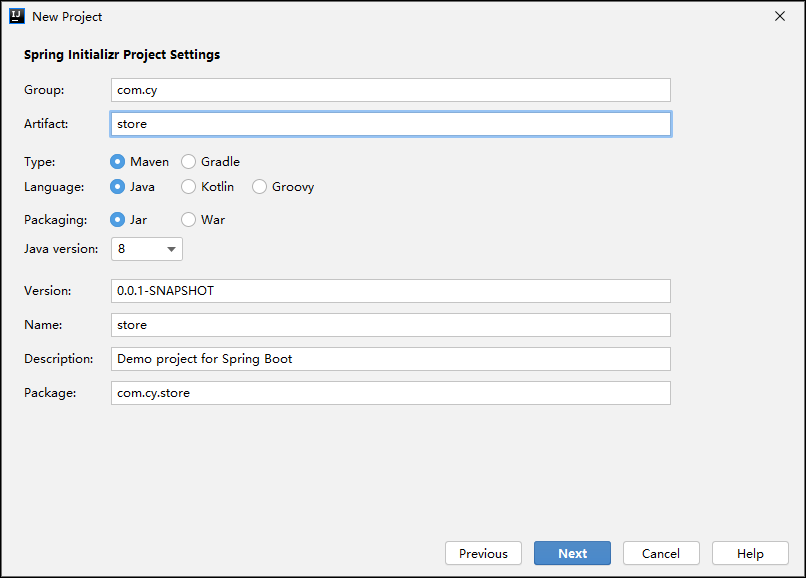 IJ New Project
Spring Initializr Project Settings
Group: com.cy
Artifact: store
Type: Maven Gradle
Language: Java Kotlin Groovy
Packaging: Jar War
Java version: 8
Version: 0.0.1-SNAPSHOT
Name: store
Description: Demo project for Spring Boot
Package: com.cy.store
Previous Next Cancel Help